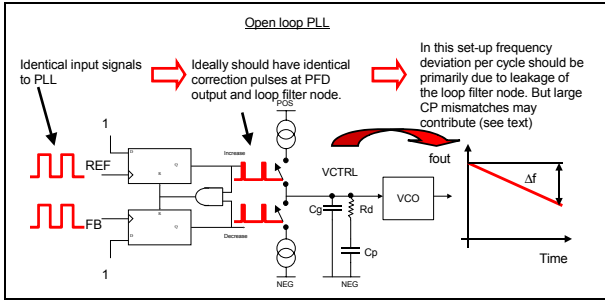 Open loop PLL
Identical input signals
to PLL
Ideally should have identical
correction pulses at PFD
output and loop filter node.
In this set-up frequency
deviation per cycle should be
primarily due to leakage of
the loop filter node. But large
CP mismatches may
contribute (see text)
POS
1
D
Q
Increase
REF
R
VCTRL
fout
Δf
VCO
Cg
Rd
FB
R
Q
D
Decrease
Cp
1
NEG
NEG
Time